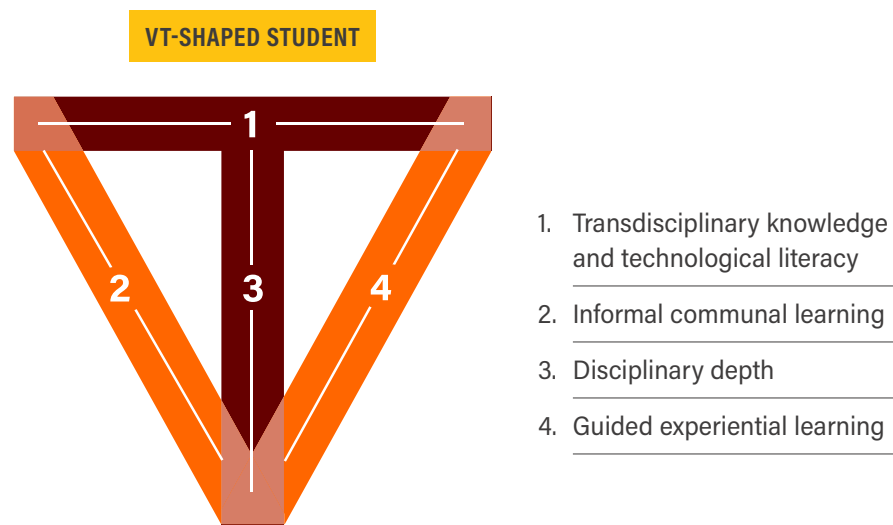 VT-SHAPED STUDENT
1
2
3
4
1. Transdisciplinary knowledge
and technological literacy
2. Informal communal learning
3. Disciplinary depth
4. Guided experiential learning